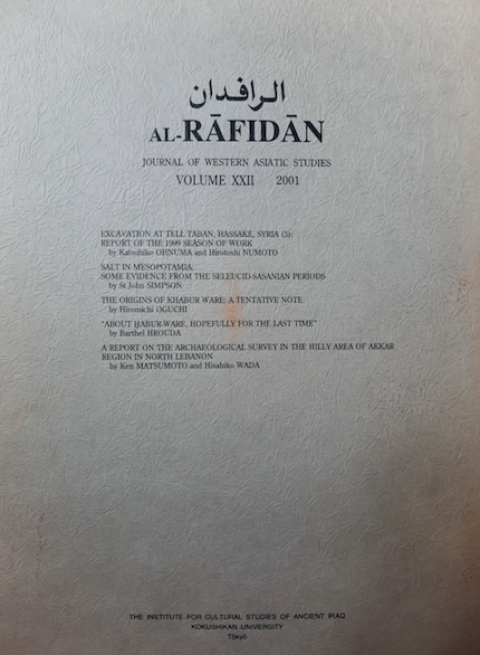 الرافدان
AL-RĀFIDĀN
JOURNAL OF WESTERN ASIATIC STUDIES
VOLUME XXII 2001
EXCAVATION AT TELL TABAN, HASSAKE, SYRIA (3):
REPORT OF THE 1999 SEASON OF WORK
by Katsuhiko OHNUMA and Hirotoshi NUMOTO
SALT IN MESOPOTAMIA:
SOME EVIDENCE FROM THE SELEUCID-SASANIAN PERIODS
by St John SIMPSON
THE ORIGINS OF KHABUR WARE: A TENTATIVE NOTE
by Hiromichi OGUCHI
"ABOUT ḪABUR-WARE, HOPEFULLY FOR THE LAST TIME"
by Barthel HROUDA
A REPORT ON THE ARCHAEOLOGICAL SURVEY IN THE HILLY AREA OF AKKAR
REGION IN NORTH LEBANON
by Ken MATSUMOTO and Hisahiko WADA
THE INSTITUTE FOR CULTURAL STUDIES OF ANCIENT IRAQ
KOKUSHIKAN UNIVERSITY
Tōkyō